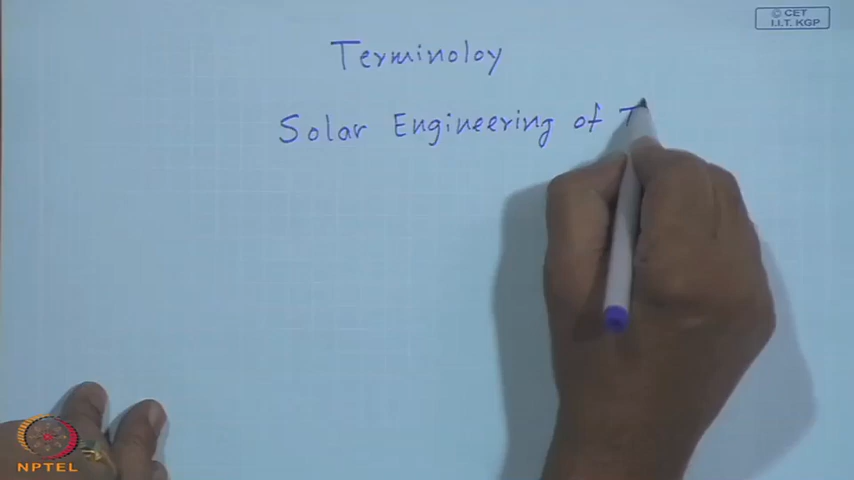 © CET
I.I.T. KGP
Terminoloy
Solar Engineering of T
NPTEL